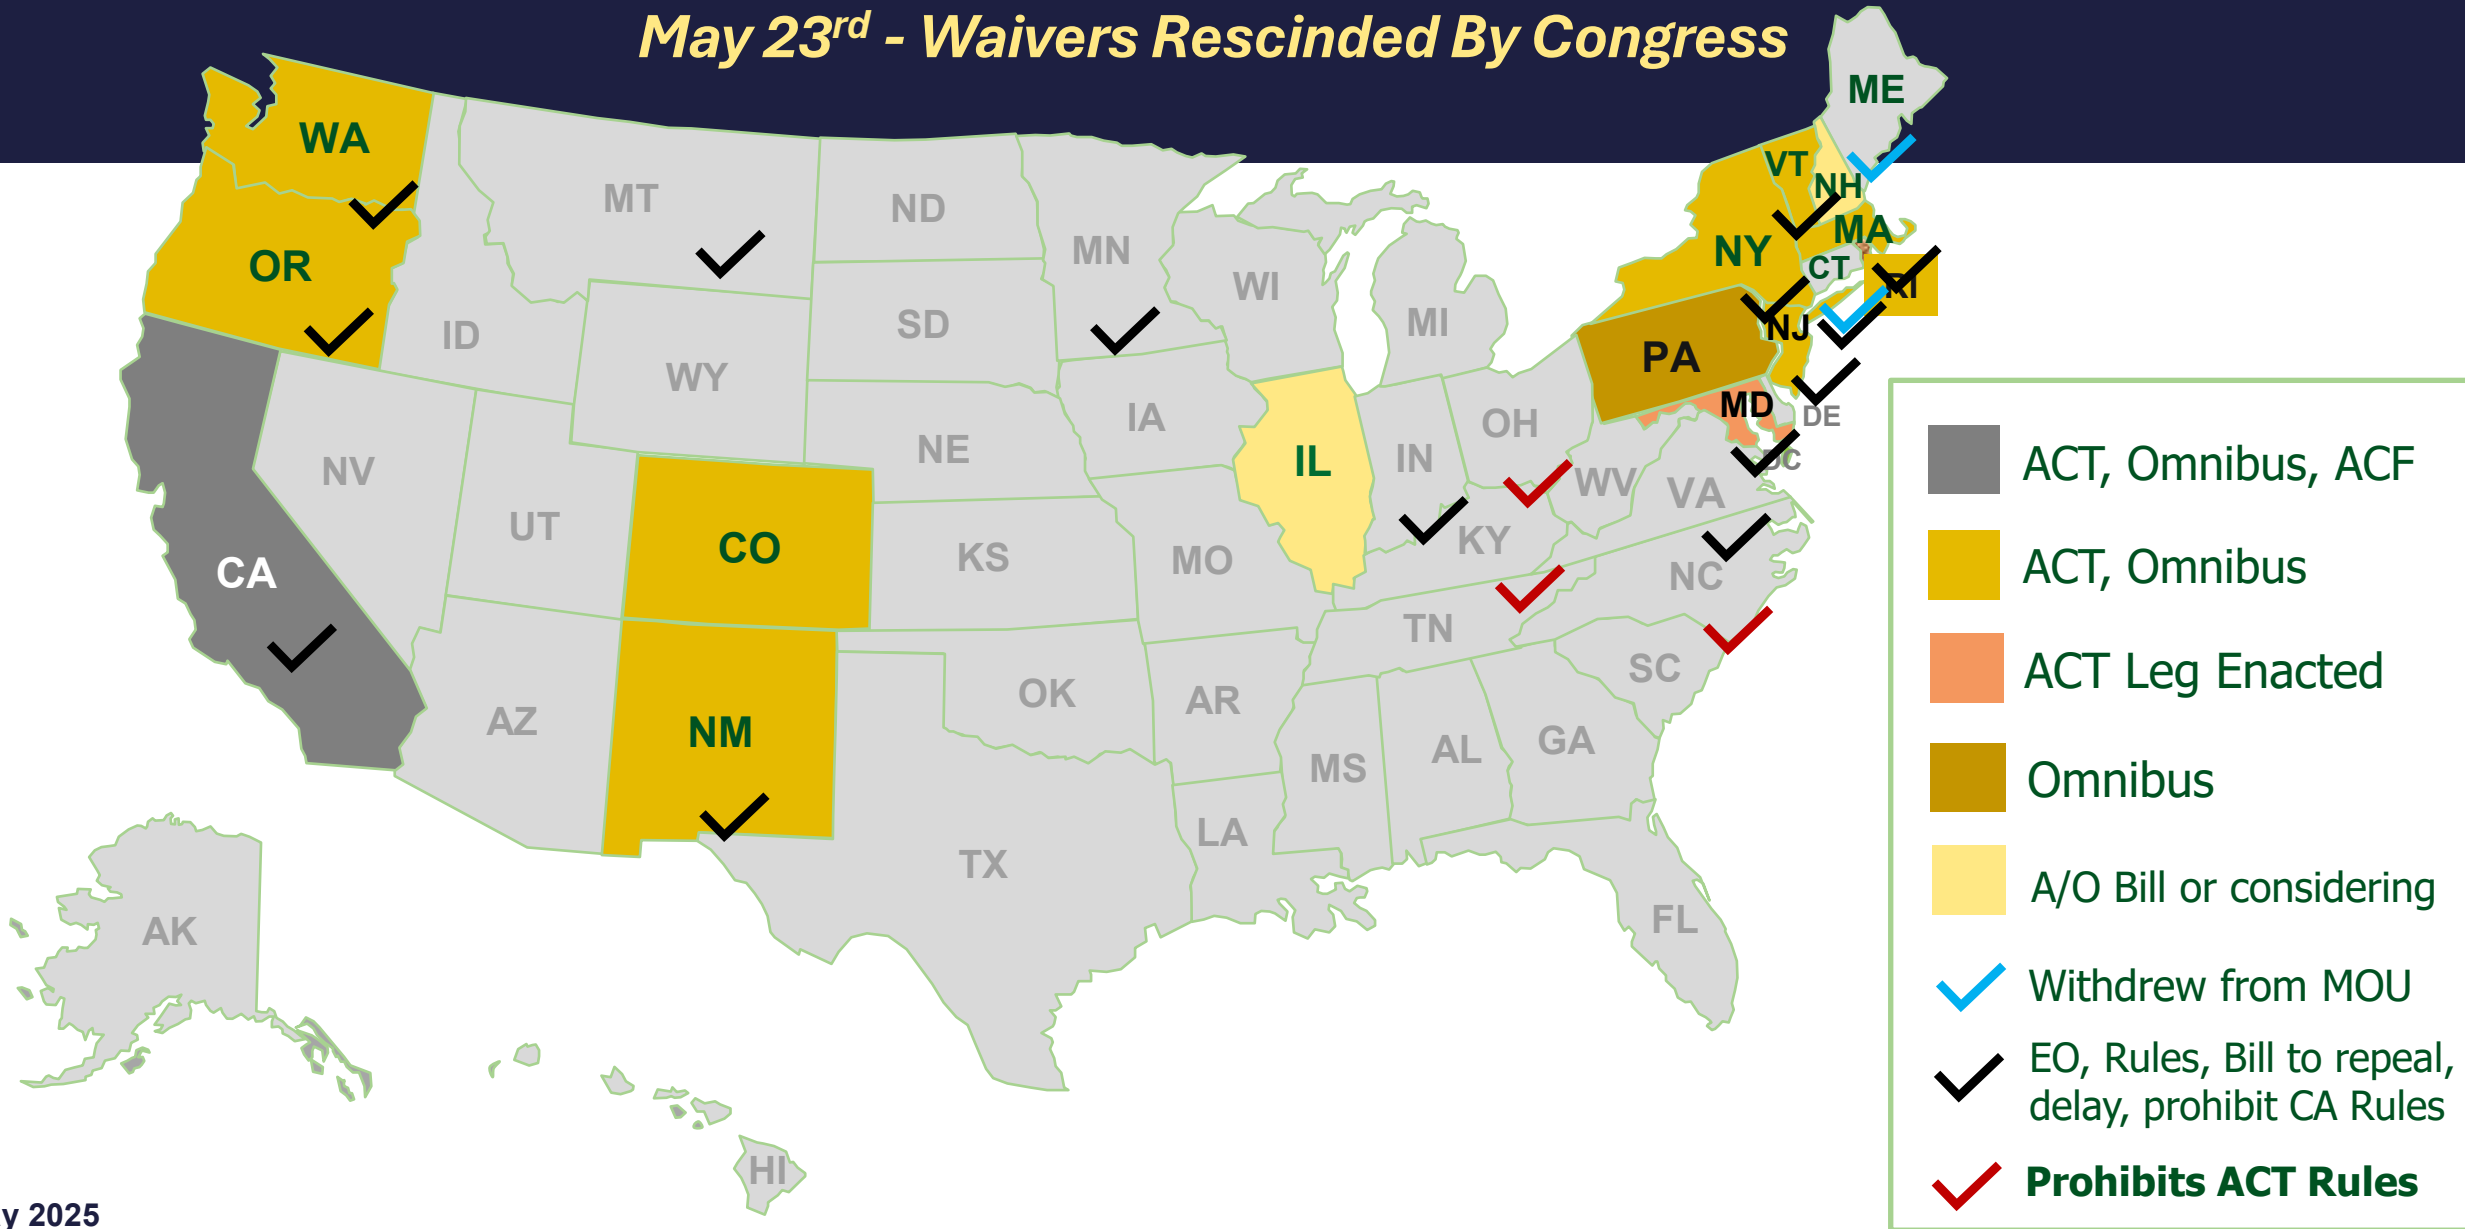 May 23rd - Waivers Rescinded By Congress
ME
WA
VT
NH
MT
ND
MN
MA
OR
NY
CT
WI
RI
SD
MI
NJ
ID
PA
WY
MD
DE
IA
OH
NE
IL
IN
DC
NV
WV
VA
UT
CO
KS
MO
KY
CA
NC
TN
SC
OK
AR
AZ
NM
GA
AL
MS
LA
TX
FL
AK
HI
ACT, Omnibus, ACF
ACT, Omnibus
ACT Leg Enacted
Omnibus
A/O Bill or considering
Withdrew from MOU
EO, Rules, Bill to repeal,
delay, prohibit CA Rules
Prohibits ACT Rules
2025